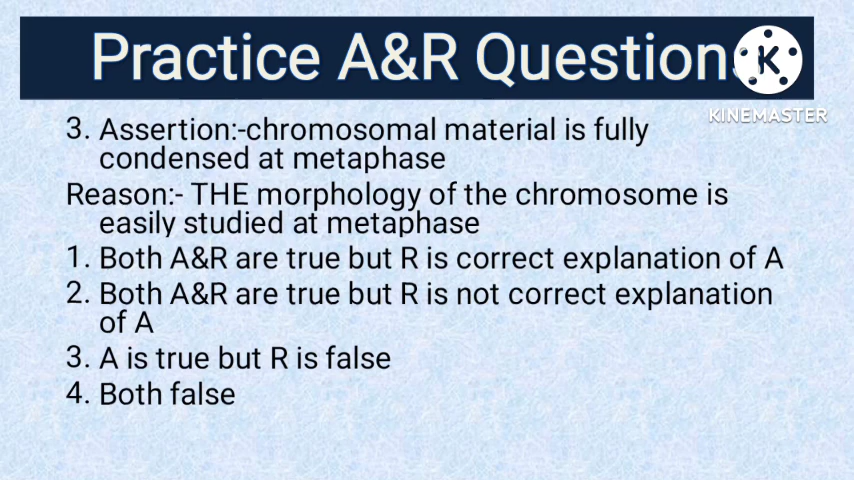 Practice A&R Question
K
KINEMASTER
3. Assertion:-chromosomal material is fully
condensed at metaphase
Reason:- THE morphology of the chromosome is
easily studied at metaphase
1. Both A&R are true but R is correct explanation of A
2. Both A&R are true but R is not correct explanation
of A
3. A is true but R is false
4. Both false